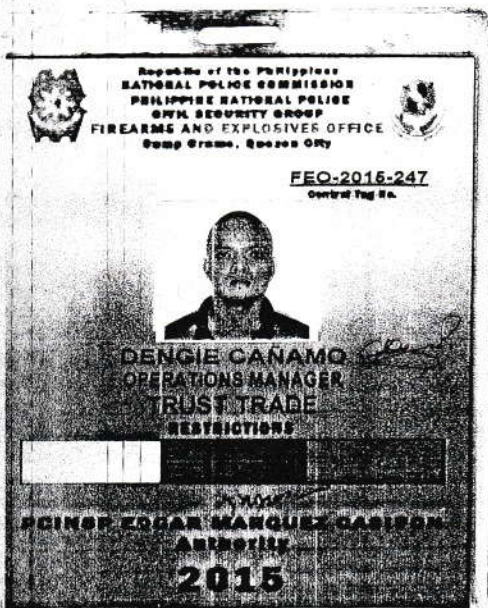 Republic of the Philippines
NATIONAL POLICE COMMISSION
PHILIPPINE NATIONAL POLICE
CIVIL SECURITY GROUP
FIREARMS AND EXPLOSIVES OFFICE
Camp Crame, Quezon City
FEO-2015-247
Control Tag No.
DENGIE CAÑAMO
OPERATIONS MANAGER
TRUST TRADE
RESTRICTIONS
PCINSP EDGAR MARQUEZ
Authority
2015